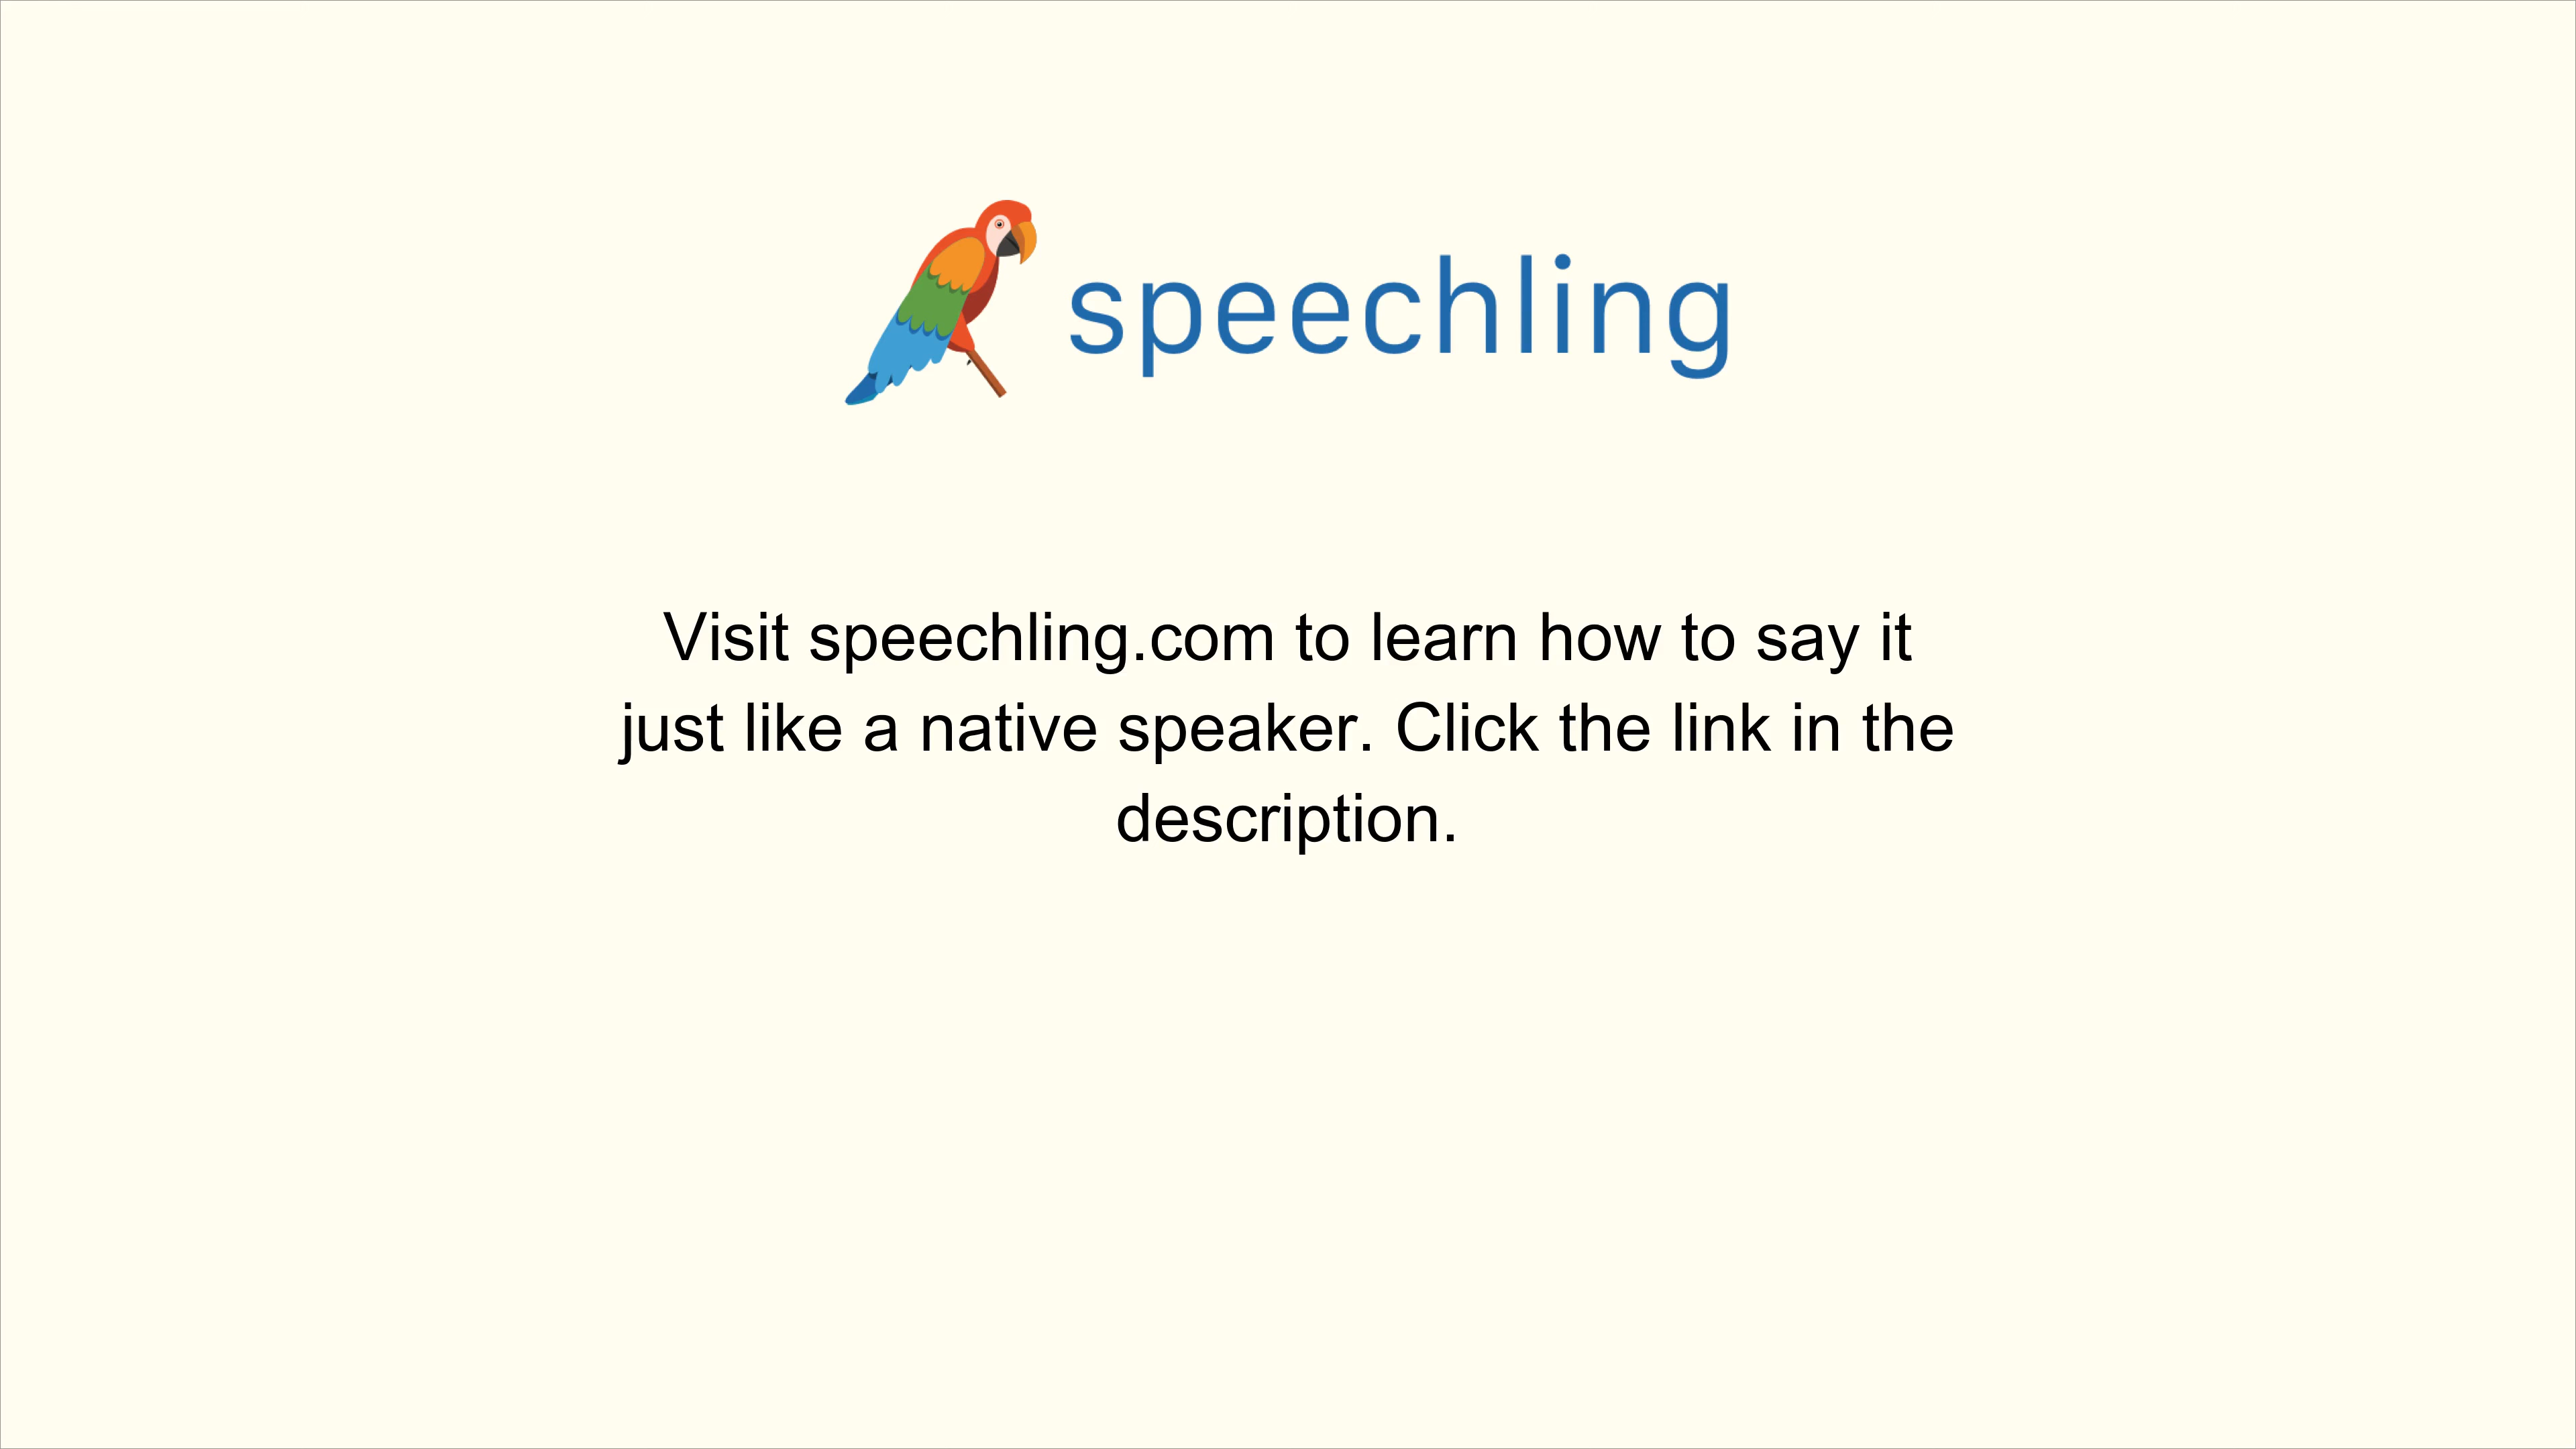 speechling
Visit speechling.com to learn how to say it
just like a native speaker. Click the link in the
description.